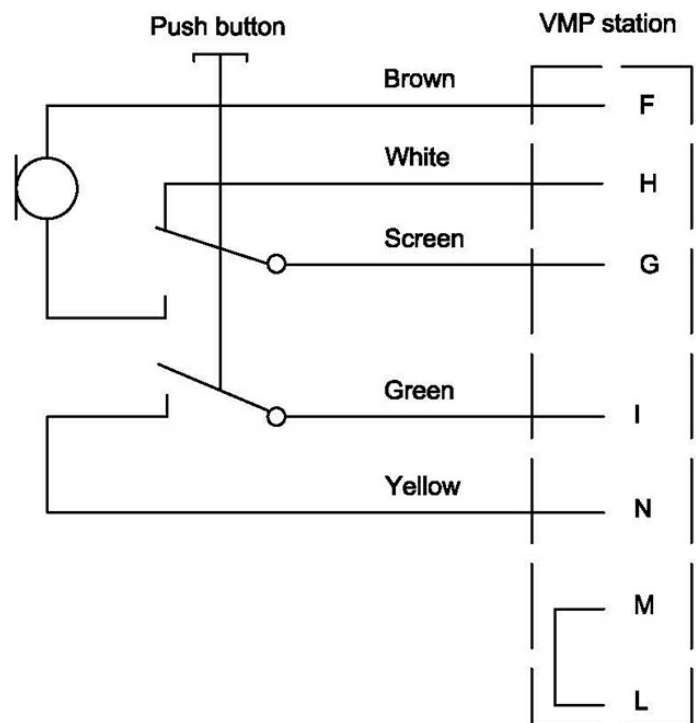 Push button
VMP station
Brown
F
White
H
Screen
G
Green
I
Yellow
N
M
L